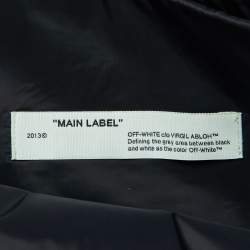 "MAIN LABEL"
2013©
OFF-WHITE c/o VIRGIL ABLOH™
Defining the grey area between black
and white as the color Off-White™